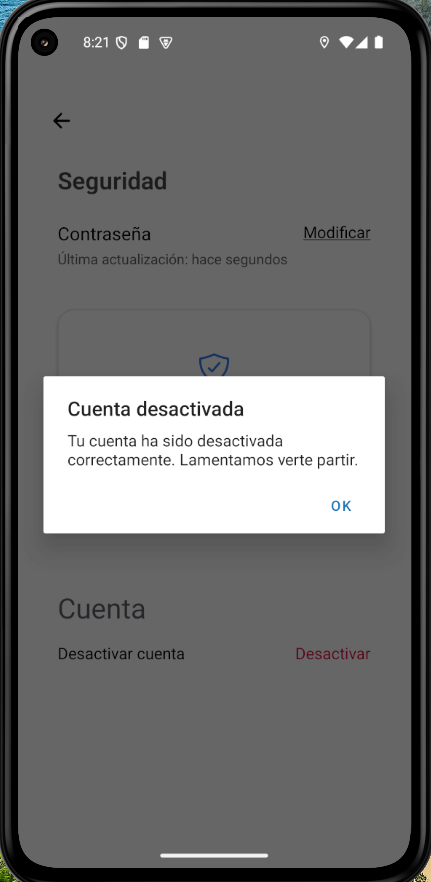 8:21
Seguridad
Contraseña
Modificar
Última actualización: hace segundos
Cuenta desactivada
Tu cuenta ha sido desactivada
correctamente. Lamentamos verte partir.
OK
Cuenta
Desactivar cuenta
Desactivar